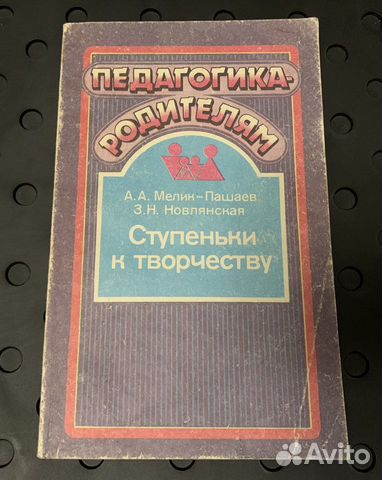 ПЕДАГОГИКА-
РОДИТЕЛЯМ
А.А. Мелик-Пашаев
З.Н. Новлянская
Ступеньки
к творчеству
Avito